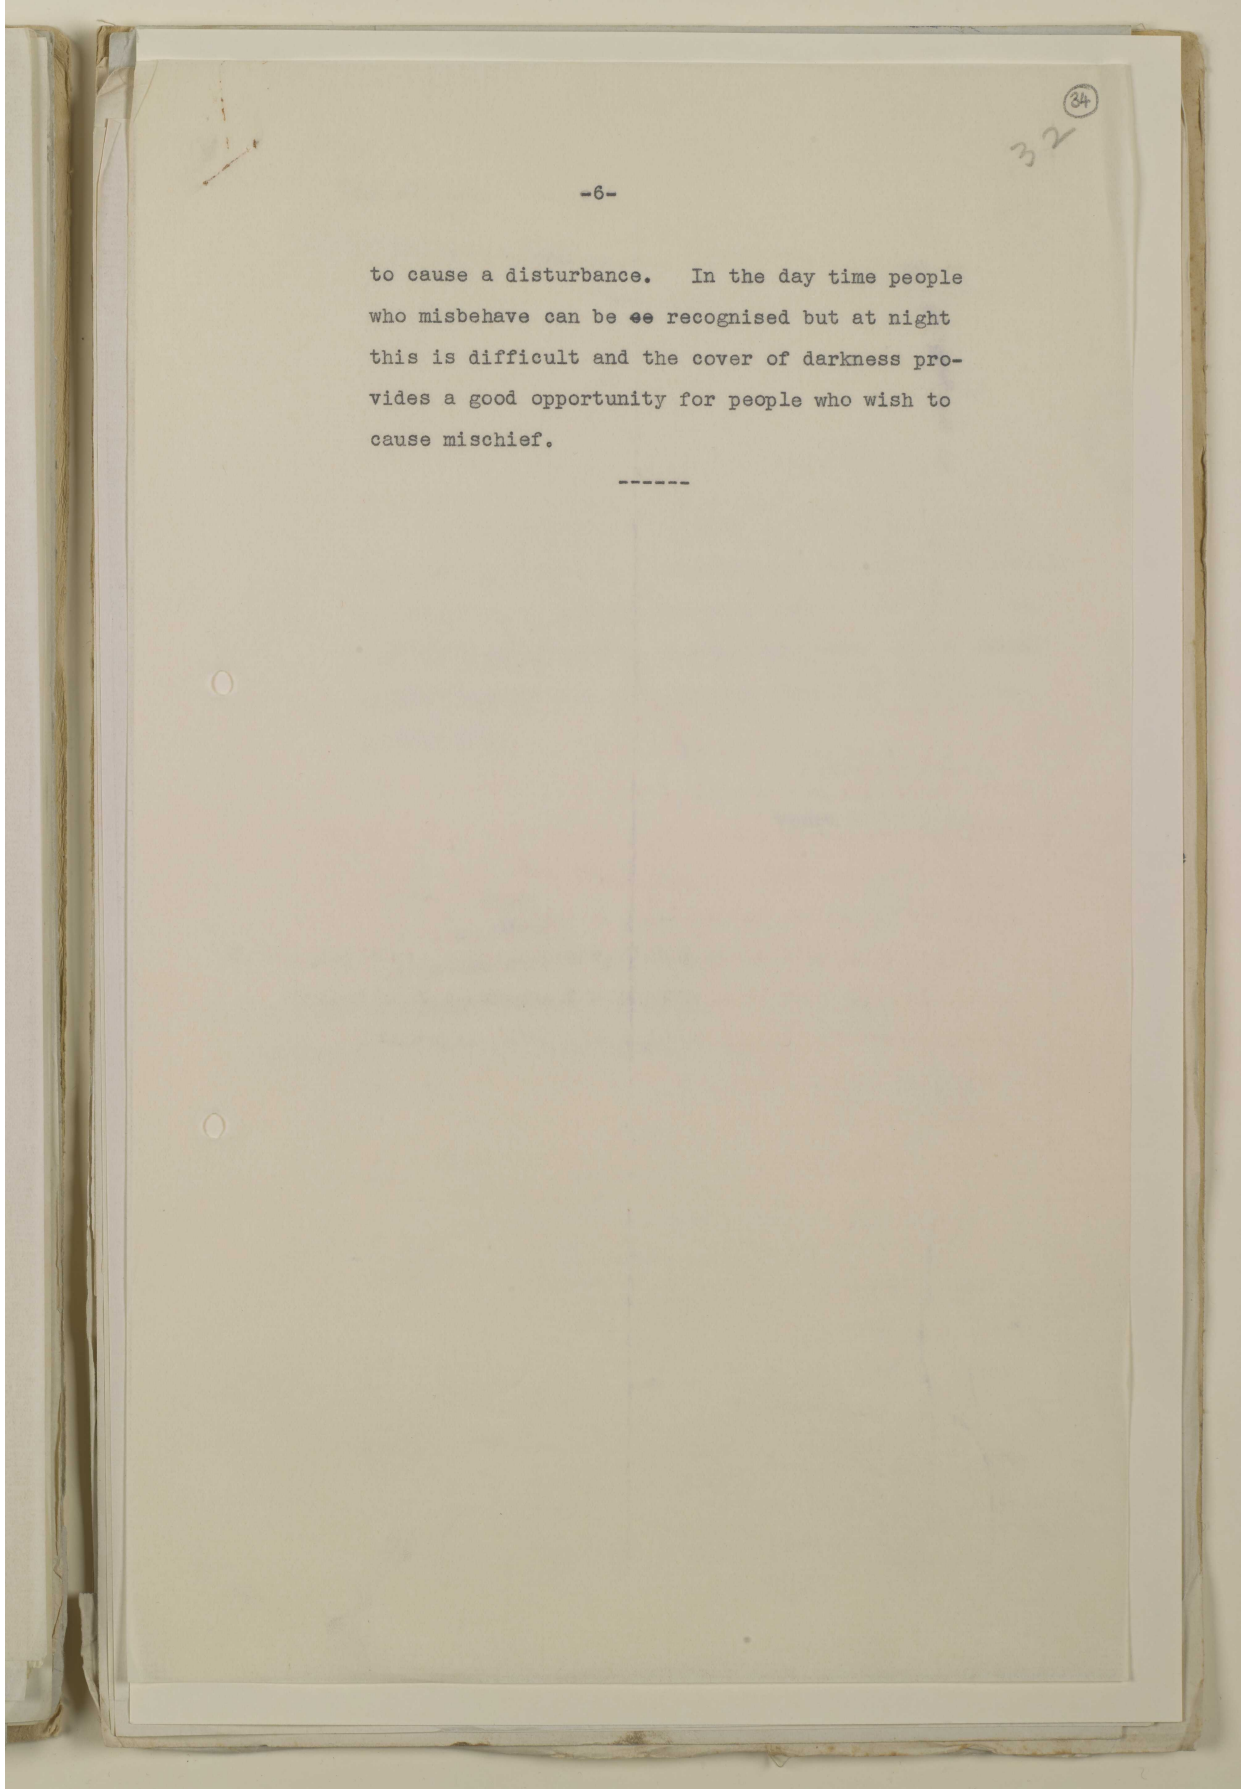 34
32
-6-
to cause a disturbance. In the day time people
who misbehave can be ee recognised but at night
this is difficult and the cover of darkness pro-
vides a good opportunity for people who wish to
cause mischief.
------